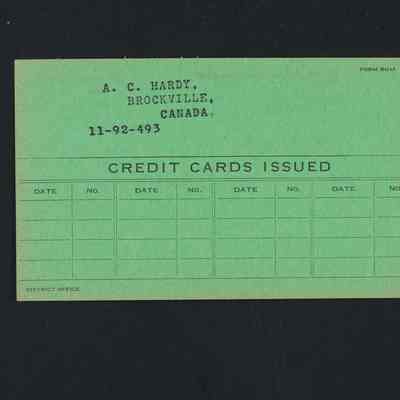 FORM
A. C. HARDY,
BROCKVILLE,
CANADA.
11-92-493
CREDIT CARDS ISSUED
DATE NO. DATE NO. DATE NO. DATE NO
DISTRICT OFFICE